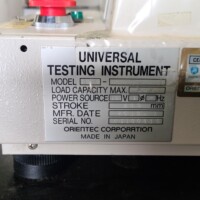 UNIVERSAL
TESTING INSTRUMENT
MODEL
LOAD CAPACITY MAX.
POWER SOURCE V Hz
STROKE mm
MFR. DATE
SERIAL NO.
ORIENTEC CORPORATION
MADE IN JAPAN